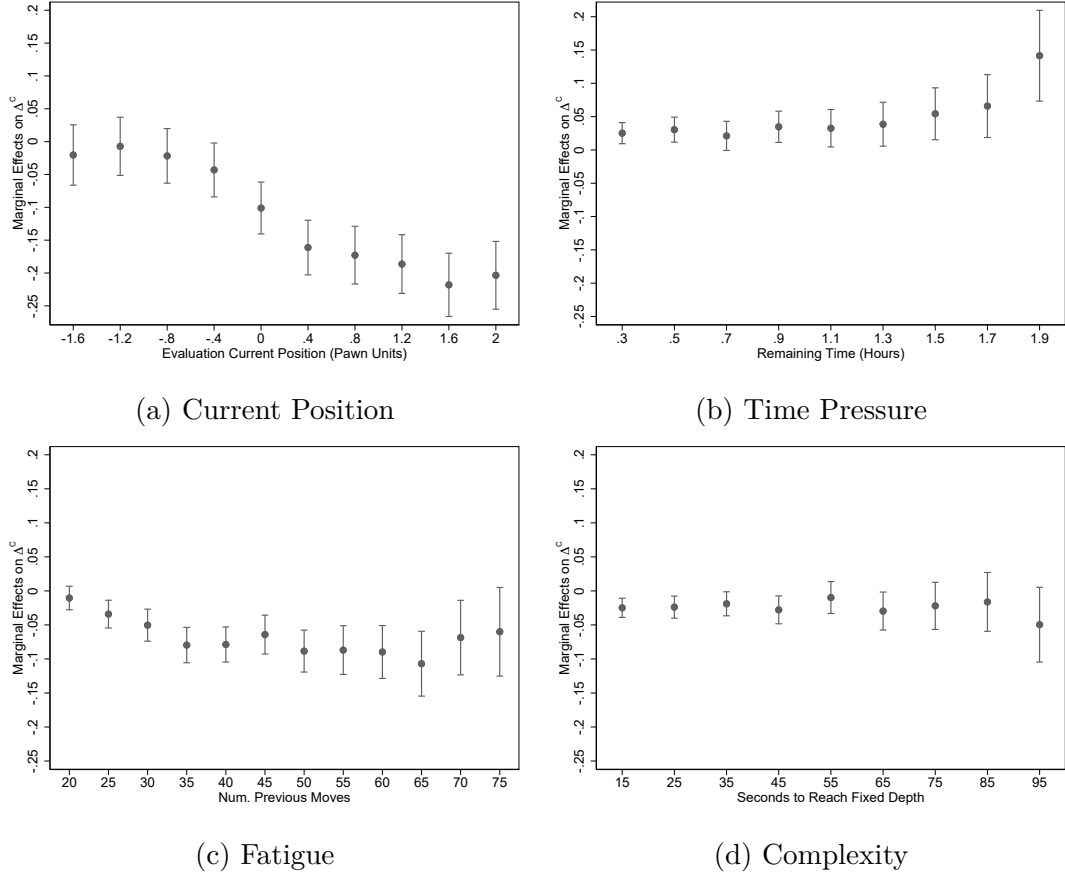 Marginal Effects on Δ^C
.2
.15
.1
.05
0
-.05
-.1
-.15
-.2
-.25
-1.6 -1.2 -.8 -.4 0 .4 .8 1.2 1.6 2
Evaluation Current Position (Pawn Units)
(a) Current Position
Marginal Effects on Δ^C
.2
.15
.1
.05
0
-.05
-.1
-.15
-.2
-.25
.3 .5 .7 .9 1.1 1.3 1.5 1.7 1.9
Remaining Time (Hours)
(b) Time Pressure
Marginal Effects on Δ^C
.2
.15
.1
.05
0
-.05
-.1
-.15
-.2
-.25
20 25 30 35 40 45 50 55 60 65 70 75
Num. Previous Moves
(c) Fatigue
Marginal Effects on Δ^C
.2
.15
.1
.05
0
-.05
-.1
-.15
-.2
-.25
15 25 35 45 55 65 75 85 95
Seconds to Reach Fixed Depth
(d) Complexity